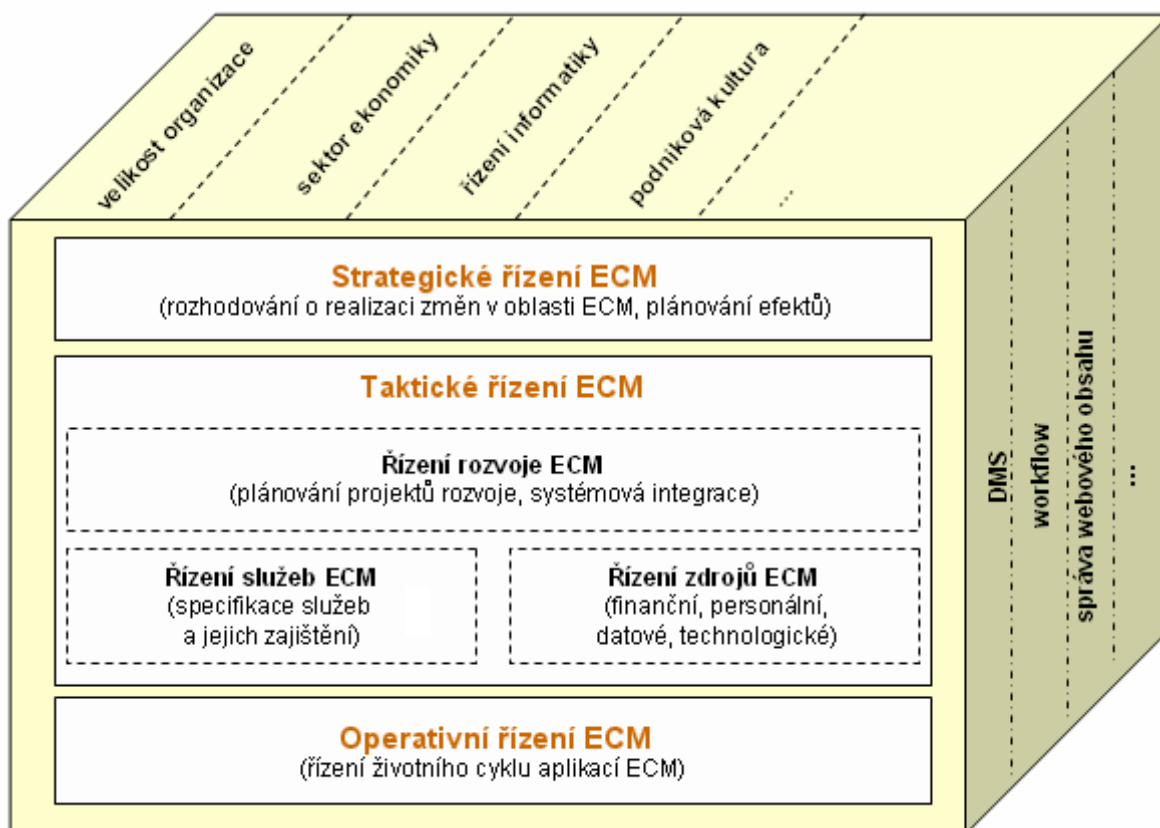 velikost organizace
sektor ekonomiky
řízení informatiky
podniková kultura
...
Strategické řízení ECM
(rozhodování o realizaci změn v oblasti ECM, plánování efektů)
Taktické řízení ECM
Řízení rozvoje ECM
(plánování projektů rozvoje, systémová integrace)
Řízení služeb ECM
(specifikace služeb
a jejich zajištění)
Řízení zdrojů ECM
(finanční, personální,
datové, technologické)
Operativní řízení ECM
(řízení životního cyklu aplikací ECM)
DMS
workflow
správa webového obsahu
...